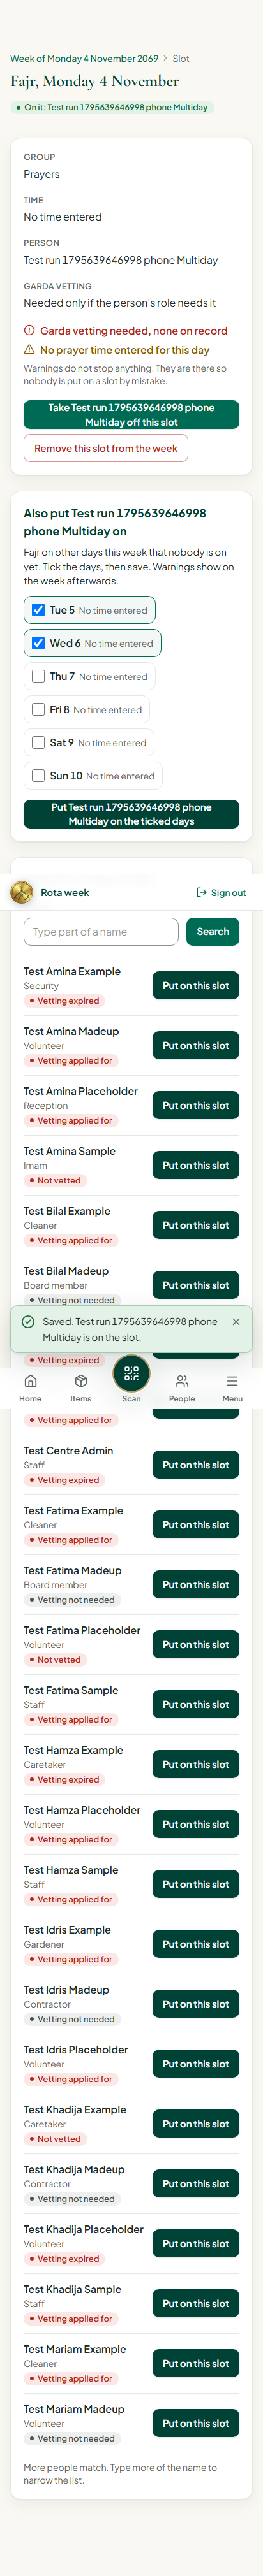 Week of Monday 4 November 2069 > Slot
Fajr, Monday 4 November
On it: Test run 1795639646998 phone Multiday
GROUP
Prayers
TIME
No time entered
PERSON
Test run 1795639646998 phone Multiday
GARDA VETTING
Needed only if the person's role needs it
Garda vetting needed, none on record
No prayer time entered for this day
Warnings do not stop anything. They are there so
nobody is put on a slot by mistake.
Take Test run 1795639646998 phone
Multiday off this slot
Remove this slot from the week
Also put Test run 1795639646998
phone Multiday on
Fajr on other days this week that nobody is on
yet. Tick the days, then save. Warnings show on
the week afterwards.
Tue 5 No time entered
Wed 6 No time entered
Thu 7 No time entered
Fri 8 No time entered
Sat 9 No time entered
Sun 10 No time entered
Put Test run 1795639646998 phone
Multiday on the ticked days
Rota week
Sign out
Type part of a name
Search
Test Amina Example
Security
Vetting expired
Put on this slot
Test Amina Madeup
Volunteer
Vetting applied for
Put on this slot
Test Amina Placeholder
Reception
Vetting applied for
Put on this slot
Test Amina Sample
Imam
Not vetted
Put on this slot
Test Bilal Example
Cleaner
Vetting applied for
Put on this slot
Test Bilal Madeup
Board member
Vetting not needed
Put on this slot
Saved. Test run 1795639646998 phone
Multiday is on the slot.
Vetting expired
Home
Items
Scan
People
Menu
Vetting applied for
Test Centre Admin
Staff
Vetting expired
Put on this slot
Test Fatima Example
Cleaner
Vetting applied for
Put on this slot
Test Fatima Madeup
Board member
Vetting not needed
Put on this slot
Test Fatima Placeholder
Volunteer
Not vetted
Put on this slot
Test Fatima Sample
Staff
Vetting applied for
Put on this slot
Test Hamza Example
Caretaker
Vetting expired
Put on this slot
Test Hamza Placeholder
Volunteer
Vetting applied for
Put on this slot
Test Hamza Sample
Staff
Vetting applied for
Put on this slot
Test Idris Example
Gardener
Vetting applied for
Put on this slot
Test Idris Madeup
Contractor
Vetting not needed
Put on this slot
Test Idris Placeholder
Volunteer
Vetting applied for
Put on this slot
Test Khadija Example
Caretaker
Not vetted
Put on this slot
Test Khadija Madeup
Contractor
Vetting not needed
Put on this slot
Test Khadija Placeholder
Volunteer
Vetting expired
Put on this slot
Test Khadija Sample
Staff
Vetting applied for
Put on this slot
Test Mariam Example
Cleaner
Vetting applied for
Put on this slot
Test Mariam Madeup
Volunteer
Vetting not needed
Put on this slot
More people match. Type more of the name to
narrow the list.